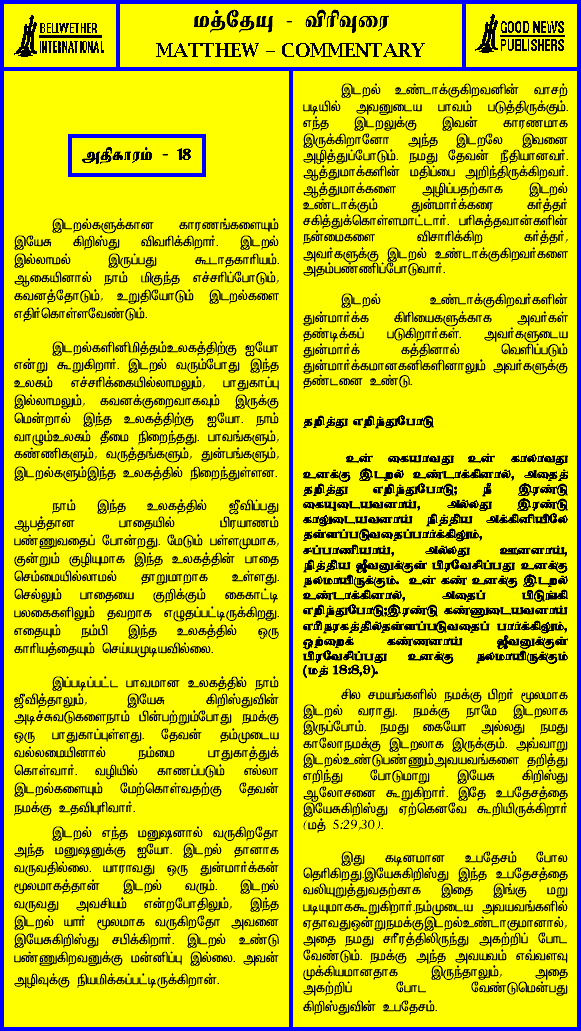 BELWETHER
INTERNATIONAL
மத்தேயு - விரிவுரை
MATTHEW – COMMENTARY
GOOD NEWS
PUBLISHERS
அதிகாரம் - 18
இடறல்களுக்கான காரணங்களையும்
இயேசு கிறிஸ்து விவரிக்கிறார். இடறல்
இல்லாமல் இருப்பது கூடாதகாரியம்.
ஆகையினால் நாம் மிகுந்த எச்சரிப்போடும்,
கவனத்தோடும், உறுதியோடும் இடறல்களை
எதிர்கொள்ளவேண்டும்.
இடறல்களினிமித்தம்உலகத்திற்கு ஐயோ
என்று கூறுகிறார். இடறல் வரும்போது இந்த
உலகம் எச்சரிக்கையில்லாமலும், பாதுகாப்பு
இல்லாமலும், கவனக்குறைவாகவும் இருக்கு
மென்றால் இந்த உலகத்திற்கு ஐயோ. நாம்
வாழும்உலகம் தீமை நிறைந்தது. பாவங்களும்,
கண்ணிகளும், வருத்தங்களும், துன்பங்களும்,
இடறல்களும்இந்த உலகத்தில் நிறைந்துள்ளன.
நாம் இந்த உலகத்தில் ஜீவிப்பது
ஆபத்தான பாதையில் பிரயாணம்
பண்ணுவதைப் போன்றது. மேடும் பள்ளமுமாக,
குன்றும் குழியுமாக இந்த உலகத்தின் பாதை
செம்மையில்லாமல் தாறுமாறாக உள்ளது.
செல்லும் பாதையை குறிக்கும் கைகாட்டி
பலகைகளிலும் தவறாக எழுதப்பட்டிருக்கிறது.
எதையும் நம்பி இந்த உலகத்தில் ஒரு
காரியத்தையும் செய்யமுடியவில்லை.
இப்படிப்பட்ட பாவமான உலகத்தில் நாம்
ஜீவித்தாலும், இயேசு கிறிஸ்துவின்
அடிச்சுவடுகளைநாம் பின்பற்றும்போது நமக்கு
ஒரு பாதுகாப்புள்ளது. தேவன் தம்முடைய
வல்லமையினால் நம்மை பாதுகாத்துக்
கொள்வார். வழியில் காணப்படும் எல்லா
இடறல்களையும் மேற்கொள்வதற்கு தேவன்
நமக்கு உதவிபுரிவார்.
இடறல் எந்த மனுஷனால் வருகிறதோ
அந்த மனுஷனுக்கு ஐயோ. இடறல் தானாக
வருவதில்லை. யாராவது ஒரு துன்மார்க்கன்
மூலமாகத்தான் இடறல் வரும். இடறல்
வருவது அவசியம் என்றபோதிலும், இந்த
இடறல் யார் மூலமாக வருகிறதோ அவனை
இயேசுகிறிஸ்து சபிக்கிறார். இடறல் உண்டு
பண்ணுகிறவனுக்கு மன்னிப்பு இல்லை. அவன்
அழிவுக்கு நியமிக்கப்பட்டிருக்கிறான்.
இடறல் உண்டாக்குகிறவனின் வாசற்
படியில் அவனுடைய பாவம் படுத்திருக்கும்.
எந்த இடறலுக்கு இவன் காரணமாக
இருக்கிறானோ அந்த இடறலே இவனை
அழித்துப்போடும். நமது தேவன் நீதியானவர்.
ஆத்துமாக்களின் மதிப்பை அறிந்திருக்கிறவர்.
ஆத்துமாக்களை அழிப்பதற்காக இடறல்
உண்டாக்கும் துன்மார்க்கரை கர்த்தர்
சகித்துக்கொள்ளமாட்டார். பரிசுத்தவான்களின்
நன்மைகளை விசாரிக்கிற கர்த்தர்,
அவர்களுக்கு இடறல் உண்டாக்குகிறவர்களை
அதம்பண்ணிப்போடுவார்.
இடறல் உண்டாக்குகிறவர்களின்
துன்மார்க்க கிரியைகளுக்காக அவர்கள்
தண்டிக்கப் படுகிறார்கள். அவர்களுடைய
துன்மார்க் கத்தினால் வெளிப்படும்
துன்மார்க்கமானகனிகளினாலும் அவர்களுக்கு
தண்டனை உண்டு.
தறித்து எறிந்துபோடு
உன் கையாவது உன் காலாவது
உனக்கு இடறல் உண்டாக்கினால், அதைத்
தறித்து எறிந்துபோடு; நீ இரண்டு
கையுடையவனாய், அல்லது இரண்டு
காலுடையவனாய் நித்திய அக்கினியிலே
தள்ளப்படுவதைப்பார்க்கிலும்,
சப்பாணியாய், அல்லது ஊனனாய்,
நித்திய ஜீவனுக்குள் பிரவேசிப்பது உனக்கு
நலமாயிருக்கும். உன் கண் உனக்கு இடறல்
உண்டாக்கினால், அதைப் பிடுங்கி
எறிந்துபோடு;இரண்டு கண்ணுடையவனாய்
எரிநரகத்தில்தள்ளப்படுவதைப் பார்க்கிலும்,
ஒற்றைக் கண்ணனாய் ஜீவனுக்குள்
பிரவேசிப்பது உனக்கு நலமாயிருக்கும்
(மத் 18:8,9).
சில சமயங்களில் நமக்கு பிறர் மூலமாக
இடறல் வராது. நமக்கு நாமே இடறலாக
இருப்போம். நமது கையோ அல்லது நமது
காலோநமக்கு இடறலாக இருக்கும். அவ்வாறு
இடறல்உண்டுபண்ணும்அவயவங்களை தறித்து
எறிந்து போடுமாறு இயேசு கிறிஸ்து
ஆலோசனை கூறுகிறார். இதே உபதேசத்தை
இயேசுகிறிஸ்து ஏற்கெனவே கூறியிருக்கிறார்
(மத் 5:29,30).
இது கடினமான உபதேசம் போல
தெரிகிறது.இயேசுகிறிஸ்து இந்த உபதேசத்தை
வலியுறுத்துவதற்காக இதை இங்கு மறு
படியுமாககூறுகிறார்.நம்முடைய அவயவங்களில்
ஏதாவதுஒன்றுநமக்குஇடறல்உண்டாகுமானால்,
அதை நமது சரீரத்திலிருந்து அகற்றிப் போட
வேண்டும். நமக்கு அந்த அவயவம் எவ்வளவு
முக்கியமானதாக இருந்தாலும், அதை
அகற்றிப் போட வேண்டுமென்பது
கிறிஸ்துவின் உபதேசம்.